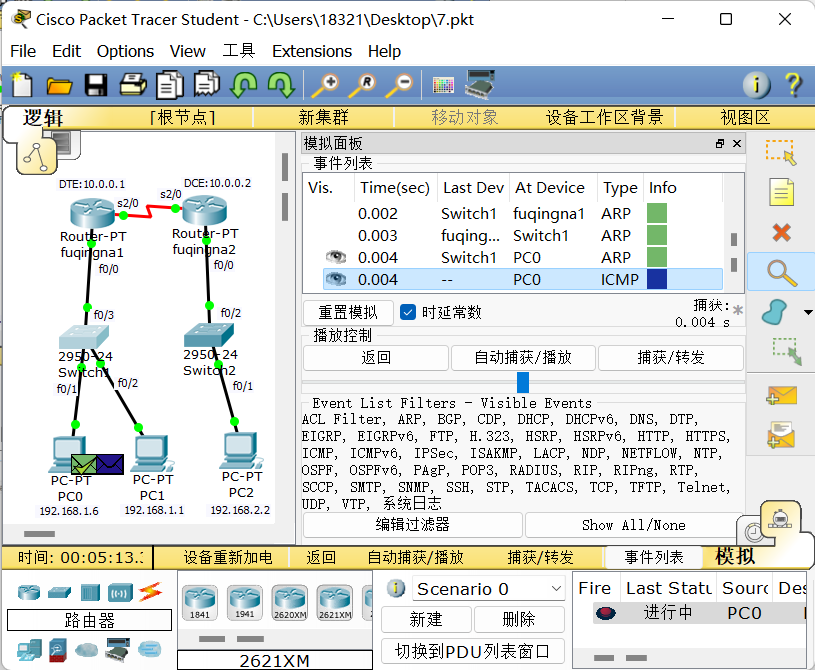 Cisco Packet Tracer Student - C:\Users\18321\Desktop\7.pkt
File Edit Options View 工具 Extensions Help
逻辑 [根节点] 新集群 移动对象 设备工作区背景 视图区
DTE:10.0.0.1 DCE:10.0.0.2
s2/0 s2/0
Router-PT Router-PT
fuqingna1 fuqingna2
f0/0 f0/0
f0/3 f0/2
2950-24 2950-24
Switch1 Switch2
f0/1 f0/2 f0/1
PC-PT PC-PT PC-PT
PC0 PC1 PC2
192.168.1.6 192.168.1.1 192.168.2.2
模拟面板
事件列表
Vis. Time(sec) Last Dev At Device Type Info
0.002 Switch1 fuqingna1 ARP
0.003 fuqing... Switch1 ARP
0.004 Switch1 PC0 ARP
0.004 -- PC0 ICMP
重置模拟 时延常数 捕获: *
0.004 s
播放控制
返回 自动捕获/播放 捕获/转发
Event List Filters - Visible Events
ACL Filter, ARP, BGP, CDP, DHCP, DHCPv6, DNS, DTP,
EIGRP, EIGRPv6, FTP, H.323, HSRP, HSRPv6, HTTP, HTTPS,
ICMP, ICMPv6, IPSec, ISAKMP, LACP, NDP, NETFLOW, NTP,
OSPF, OSPFv6, PAgP, POP3, RADIUS, RIP, RIPng, RTP,
SCCP, SMTP, SNMP, SSH, STP, TACACS, TCP, TFTP, Telnet,
UDP, VTP, 系统日志
编辑过滤器 Show All/None
时间: 00:05:13.. 设备重新加电 返回 自动捕获/播放 捕获/转发 事件列表 模拟
路由器
1841 1941 2620XM 2621XM
2621XM
Scenario 0
新建 删除
切换到PDU列表窗口
Fire Last Statu Sourc Des
进行中 PC0